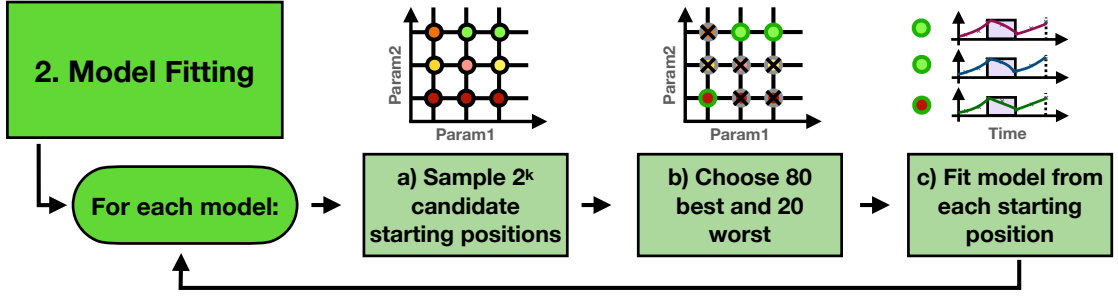 2. Model Fitting
For each model:
Param2
Param1
a) Sample 2ᵏ
candidate
starting positions
Param2
Param1
b) Choose 80
best and 20
worst
Time
c) Fit model from
each starting
position